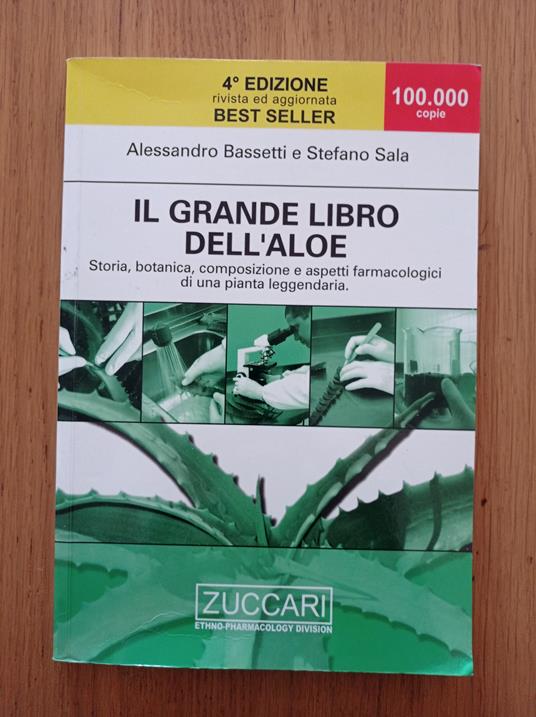 4° EDIZIONE
rivista ed aggiornata
BEST SELLER
100.000
copie
Alessandro Bassetti e Stefano Sala
IL GRANDE LIBRO
DELL'ALOE
Storia, botanica, composizione e aspetti farmacologici
di una pianta leggendaria.
ZUCCARI
ETHNO-PHARMACOLOGY DIVISION